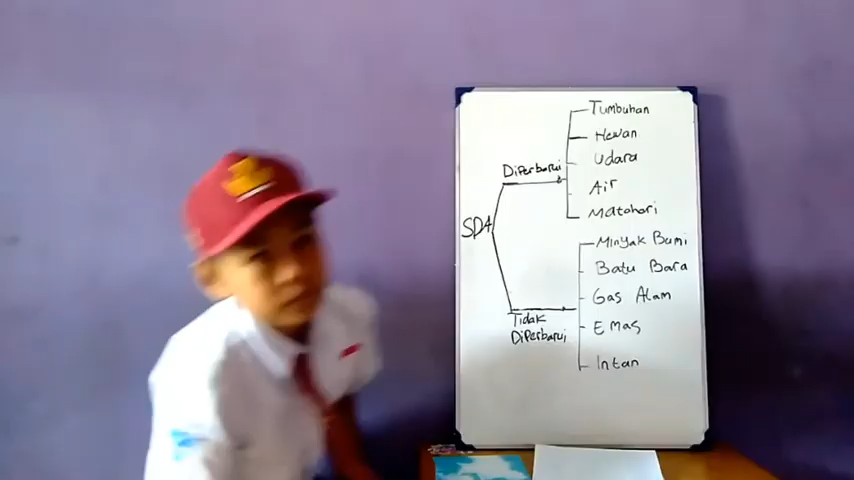 Tumbuhan
Hewan
Diperbarui
Udara
Air
Matahari
SDA
Minyak Bumi
Batu Bara
Gas Alam
Tidak
Diperbarui
Emas
Intan